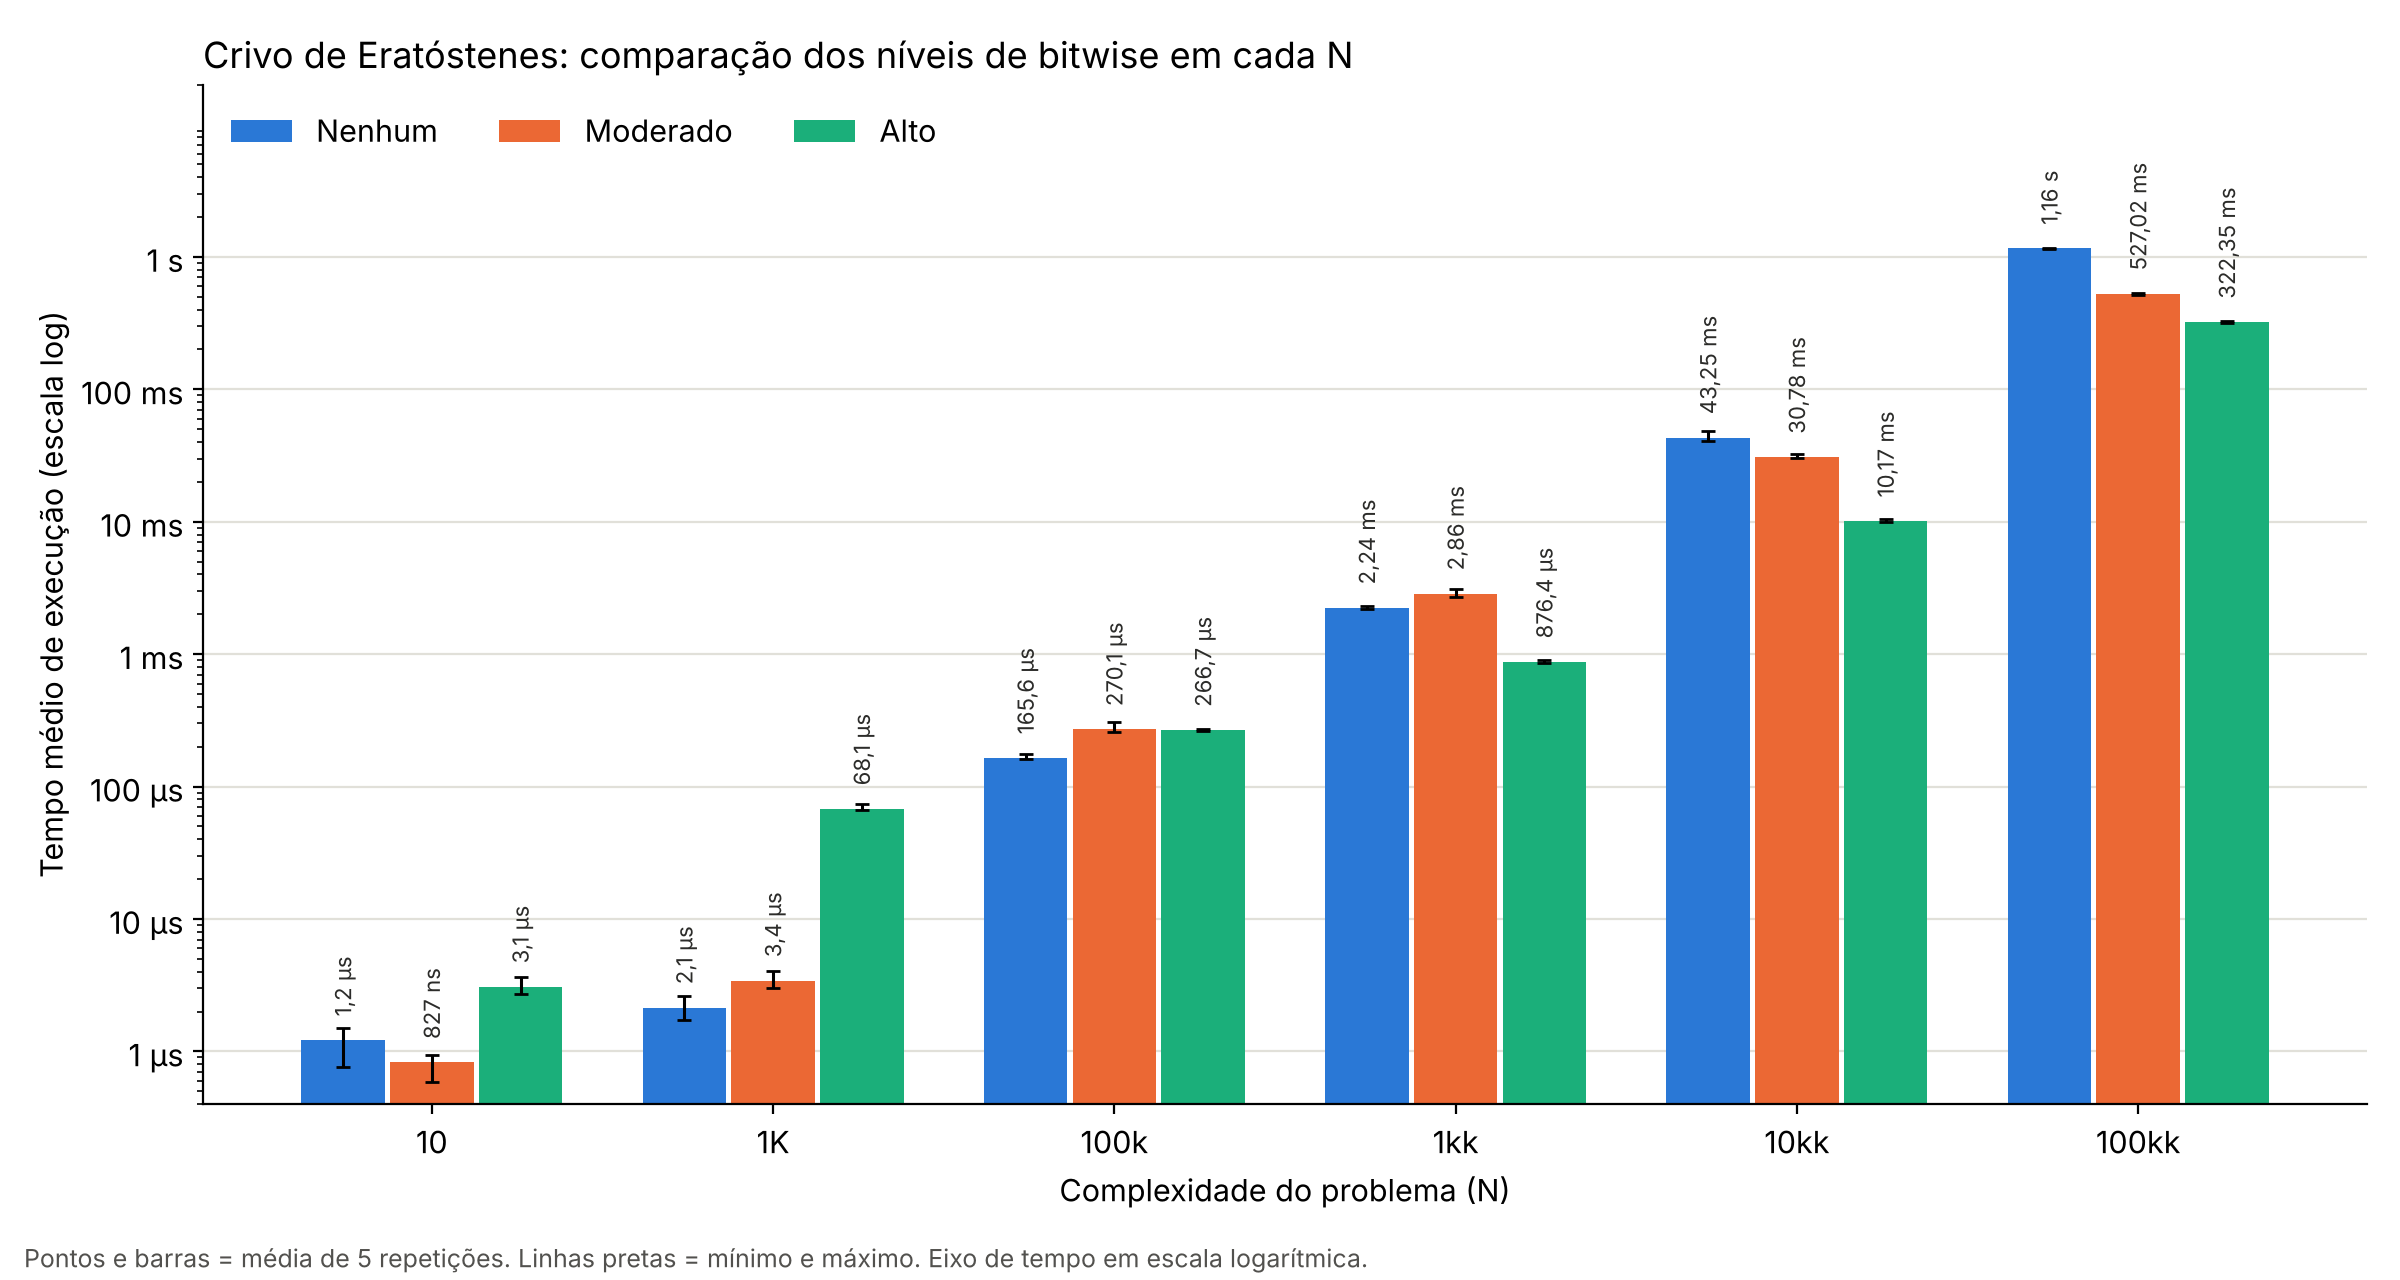 Crivo de Eratóstenes: comparação dos níveis de bitwise em cada N
Nenhum
Moderado
Alto
Tempo médio de execução (escala log)
1 s
100 ms
10 ms
1 ms
100 µs
10 µs
1 µs
1,2 µs
827 ns
3,1 µs
2,1 µs
3,4 µs
68,1 µs
165,6 µs
270,1 µs
266,7 µs
2,24 ms
2,86 ms
876,4 µs
43,25 ms
30,78 ms
10,17 ms
1,16 s
527,02 ms
322,35 ms
10
1K
100k
1kk
10kk
100kk
Complexidade do problema (N)
Pontos e barras = média de 5 repetições. Linhas pretas = mínimo e máximo. Eixo de tempo em escala logarítmica.